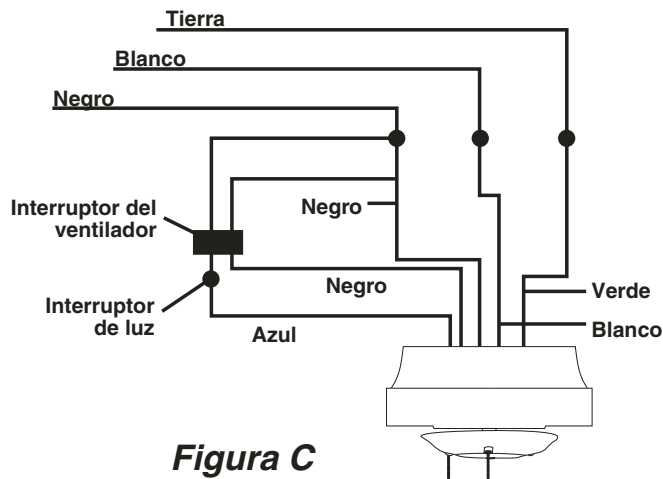 Tierra
Blanco
Negro
Interruptor del
ventilador
Negro
Interruptor
de luz
Negro
Azul
Verde
Blanco
Figura C